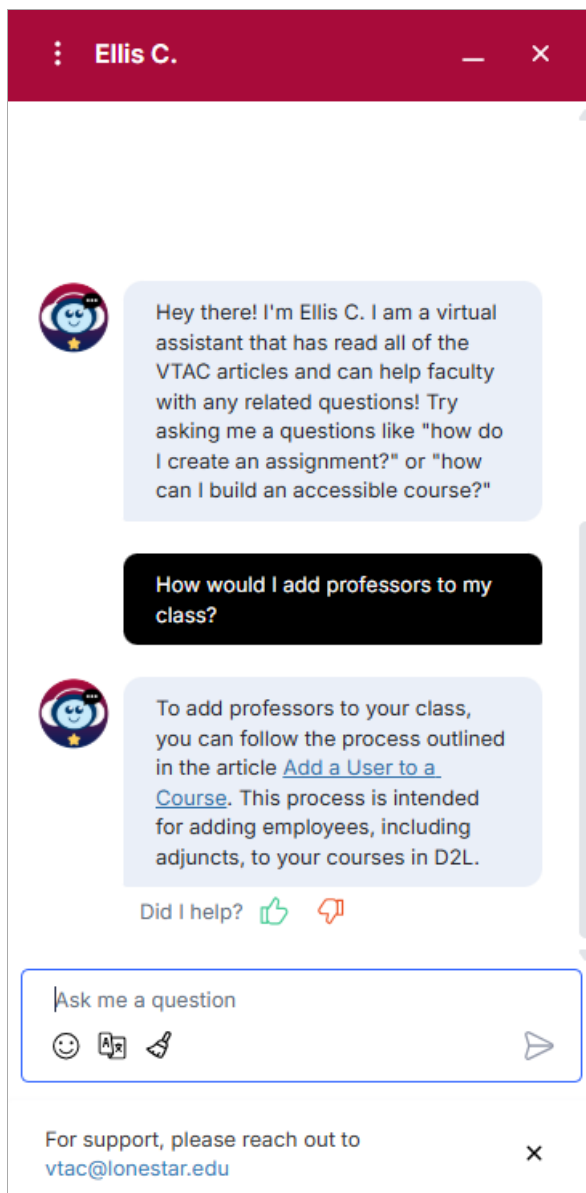 Ellis C.
Hey there! I'm Ellis C. I am a virtual
assistant that has read all of the
VTAC articles and can help faculty
with any related questions! Try
asking me a questions like "how do
I create an assignment?" or "how
can I build an accessible course?"
How would I add professors to my
class?
To add professors to your class,
you can follow the process outlined
in the article Add a User to a
Course. This process is intended
for adding employees, including
adjuncts, to your courses in D2L.
Did I help?
Ask me a question
For support, please reach out to
vtac@lonestar.edu